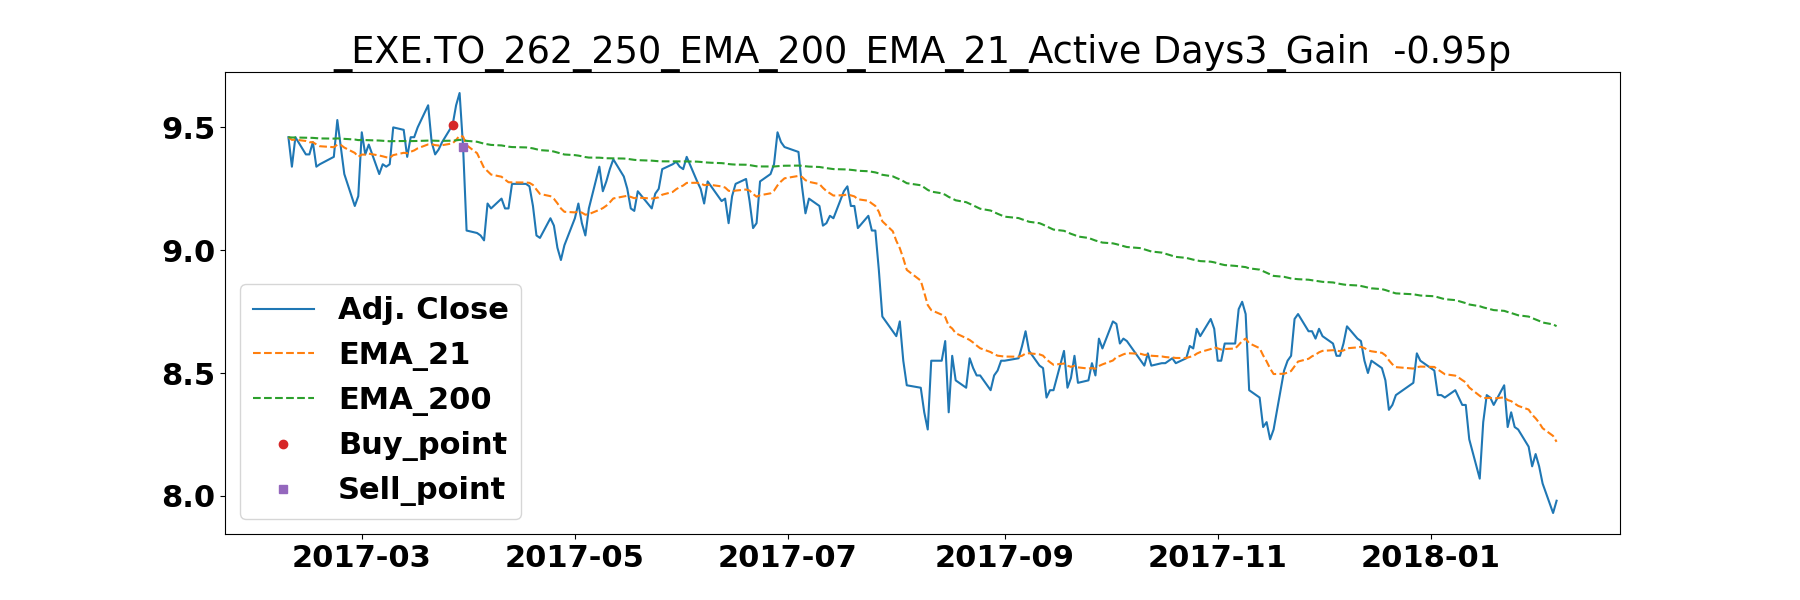 _EXE.TO_262_250_EMA_200_EMA_21_Active Days3_Gain  -0.95p
9.5
9.0
8.5
8.0
Adj. Close
EMA_21
EMA_200
Buy_point
Sell_point
2017-03 2017-05 2017-07 2017-09 2017-11 2018-01